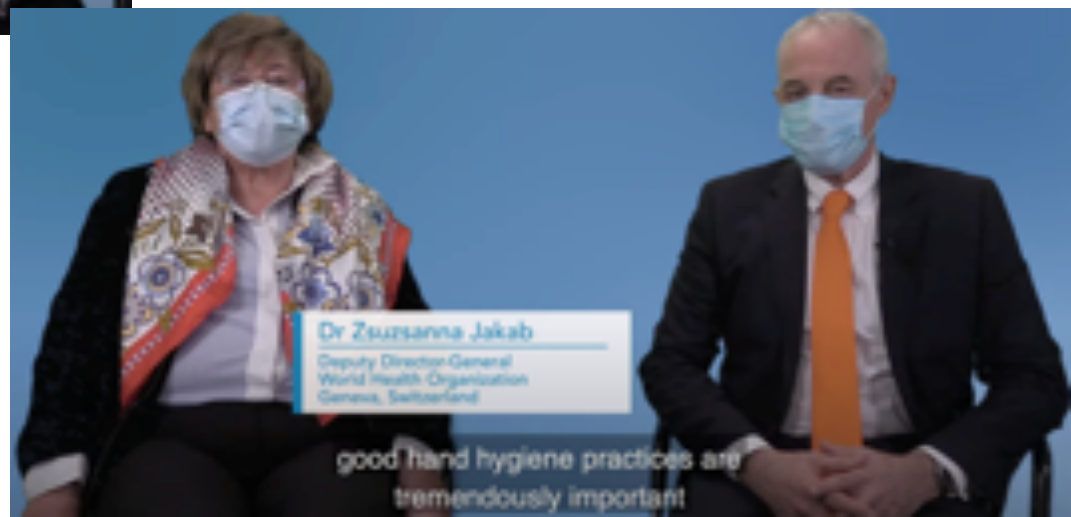 Dr Zsuzsanna Jakab
Deputy Director-General
World Health Organization
Geneva, Switzerland
good hand hygiene practices are
tremendously important